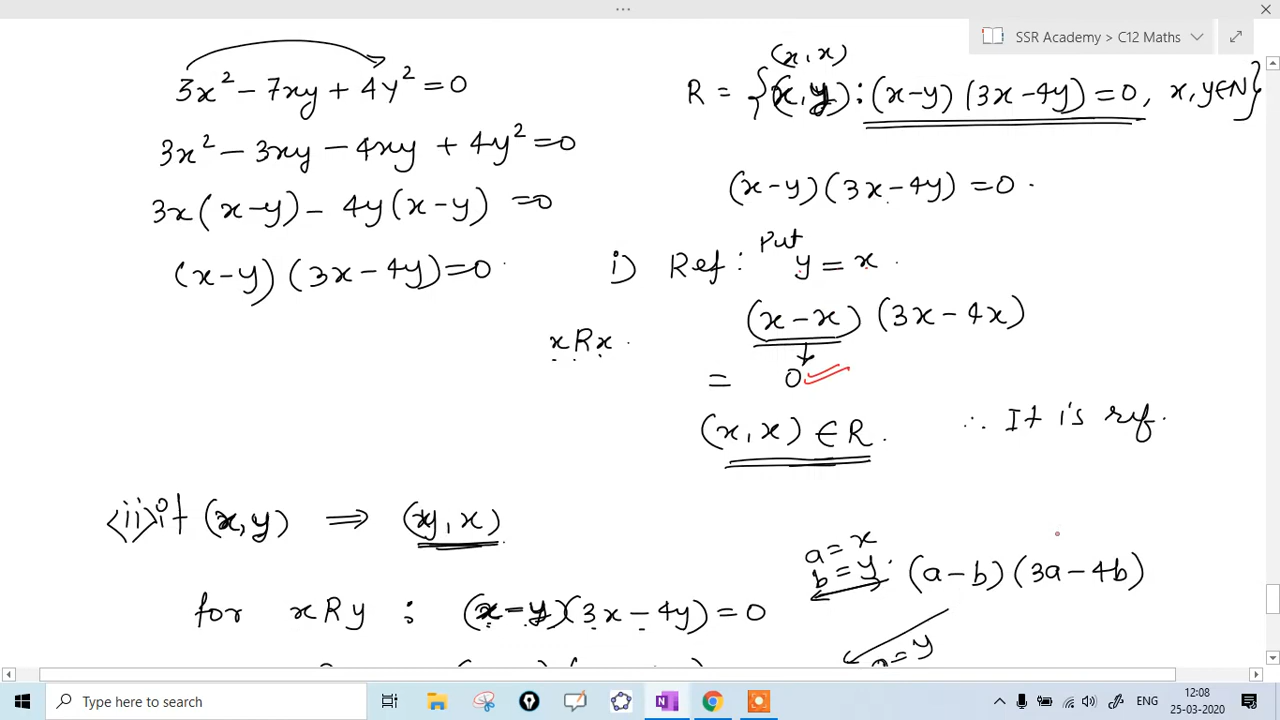 SSR Academy > C12 Maths
3x² - 7xy + 4y² = 0
3x² - 3xy - 4xy + 4y² = 0
3x(x-y) - 4y(x-y) = 0
(x-y)(3x-4y)=0
(x,x)
R = {(x,y) : (x-y)(3x-4y)=0, x,y∈N}
(x-y)(3x-4y) = 0.
i) Ref: Put y = x.
(x-x)(3x-4x)
xRx.
= 0
(x,x) ∈ R. ∴ It is ref.
(ii) if (x,y) ⇒ (y,x)
a = x
b = y. (a-b)(3a-4b)
for xRy : (x-y)(3x-4y) = 0
= y
Type here to search
ENG
12:08
25-03-2020